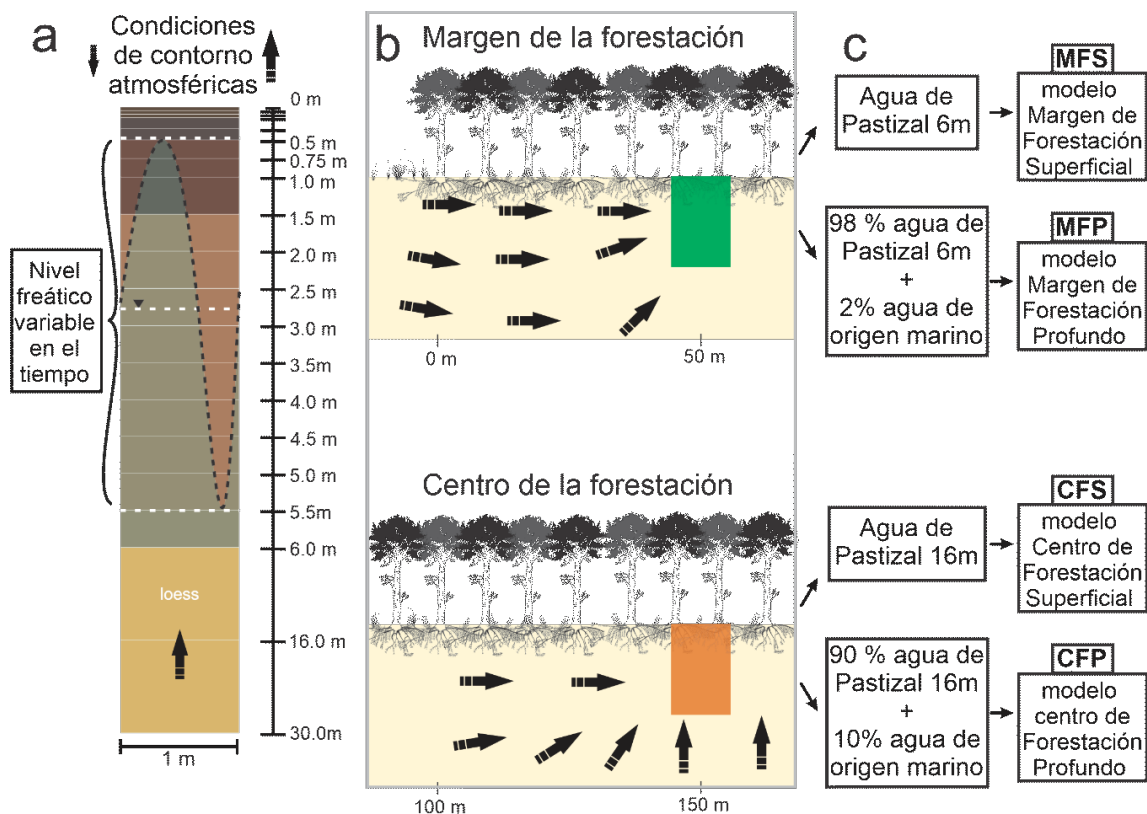 a
Condiciones
de contorno
atmosféricas
0 m
0.5 m
0.75 m
1.0 m
1.5 m
2.0 m
2.5 m
3.0 m
3.5m
4.0 m
4.5 m
5.0 m
5.5m
6.0 m
16.0 m
30.0m
Nivel
freático
variable
en el
tiempo
loess
1 m
b
Margen de la forestación
0 m
50 m
Centro de la forestación
100 m
150 m
c
Agua de
Pastizal 6m
MFS
modelo
Margen de
Forestación
Superficial
98 % agua de
Pastizal 6m
+
2% agua de
origen marino
MFP
modelo
Margen de
Forestación
Profundo
Agua de
Pastizal 16m
CFS
modelo
Centro de
Forestación
Superficial
90 % agua de
Pastizal 16m
+
10% agua de
origen marino
CFP
modelo
centro de
Forestación
Profundo